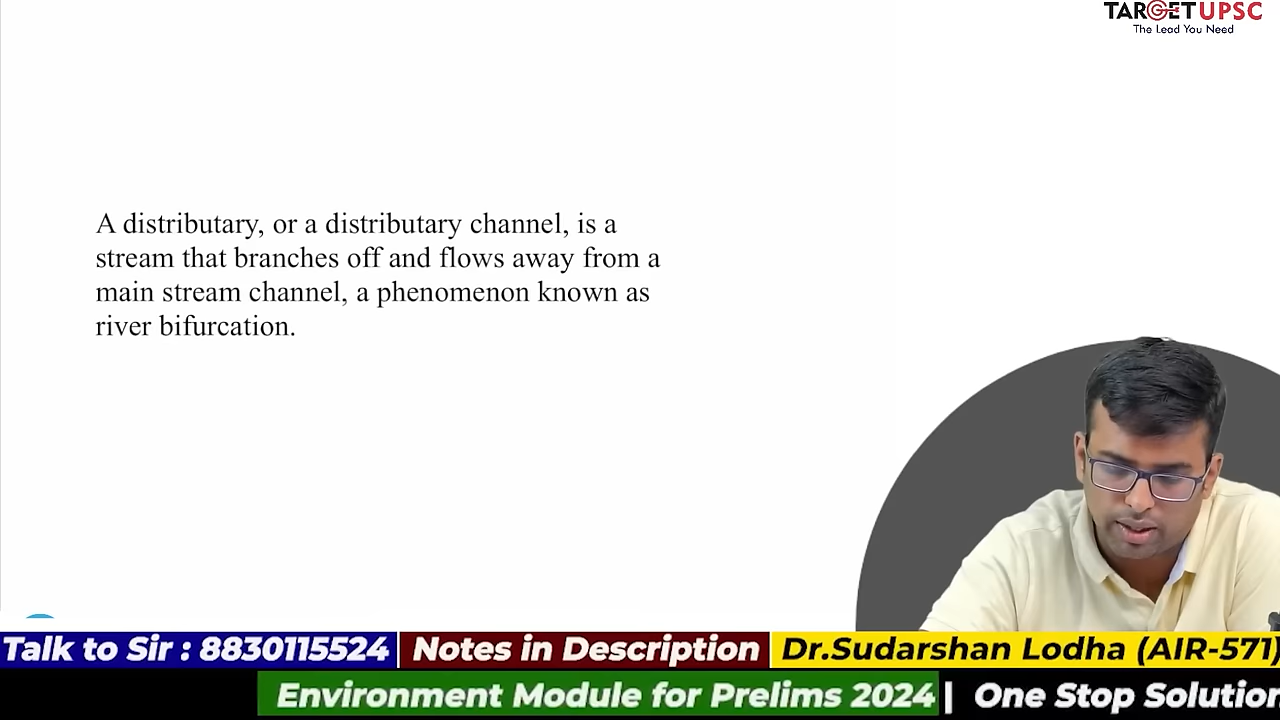 TARGETUPSC
The Lead You Need
A distributary, or a distributary channel, is a
stream that branches off and flows away from a
main stream channel, a phenomenon known as
river bifurcation.
Talk to Sir : 8830115524
Notes in Description
Dr.Sudarshan Lodha (AIR-571)
Environment Module for Prelims 2024
| One Stop Solution